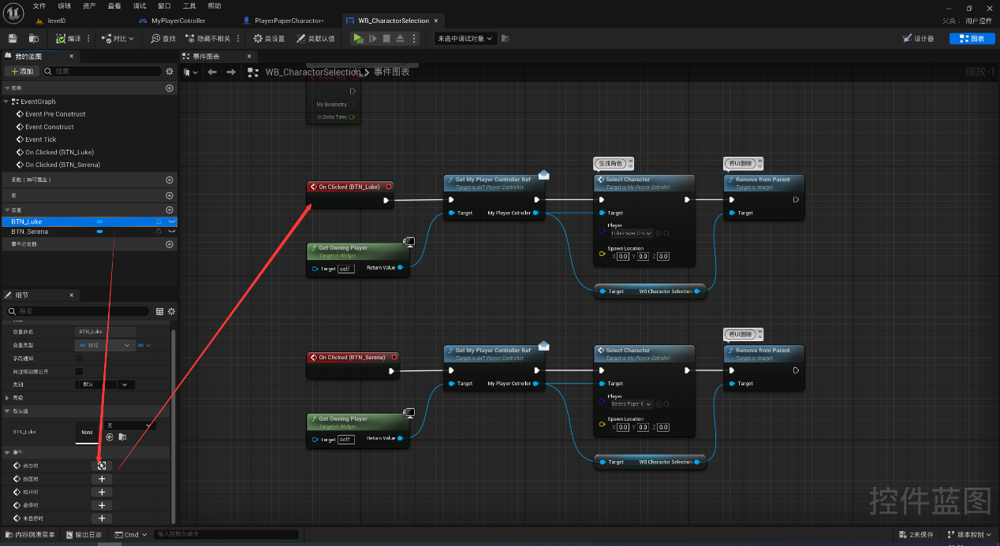 文件 编辑 资产 查看 调试 窗口 工具 帮助
level0
MyPlayerCotroller
PlayerPaperCharactor*
WB_CharactorSelection
父类： 用户控件
编译
对比
查找
隐藏不相关
类设置
类默认值
未选中调试对象
设计器
图表
我的蓝图
添加
搜索
图表
EventGraph
Event Pre Construct
Event Construct
Event Tick
On Clicked (BTN_Luke)
On Clicked (BTN_Serena)
函数 ( 36可覆盖 )
宏
变量
BTN_Luke
BTN_Serena
事件分发器
细节
搜索
变量命名 BTN_Luke
变量类型 按钮
字段通知
向过场动画公开
类别 默认
高级
默认值
BTN_Luke None 无
事件
点击时
按压时
松开时
悬停时
未悬停时
事件图表
WB_CharactorSelection > 事件图表
缩放-1
Event Tick
My Geometry
In Delta Time
On Clicked (BTN_Luke)
Get Owning Player
Target is Widget
Target self Return Value
Get My Player Controller Ref
Target is INT Player Controller
Target My Player Cotroller
生成角色
Select Charactor
Target is My Player Cotroller
Target
Player
Luke Paper Cha
Spawn Location
X 0.0 Y 0.0 Z 0.0
将UI删除
Remove from Parent
Target is Widget
Target
Target WB Charactor Selection
On Clicked (BTN_Serena)
Get Owning Player
Target is Widget
Target self Return Value
Get My Player Controller Ref
Target is INT Player Controller
Target My Player Cotroller
Select Charactor
Target is My Player Cotroller
Target
Player
Serena Paper C
Spawn Location
X 0.0 Y 0.0 Z 0.0
将UI删除
Remove from Parent
Target is Widget
Target
Target WB Charactor Selection
控件蓝图
内容侧滑菜单
输出日志
Cmd
输入控制台命令
2未保存
版本控制